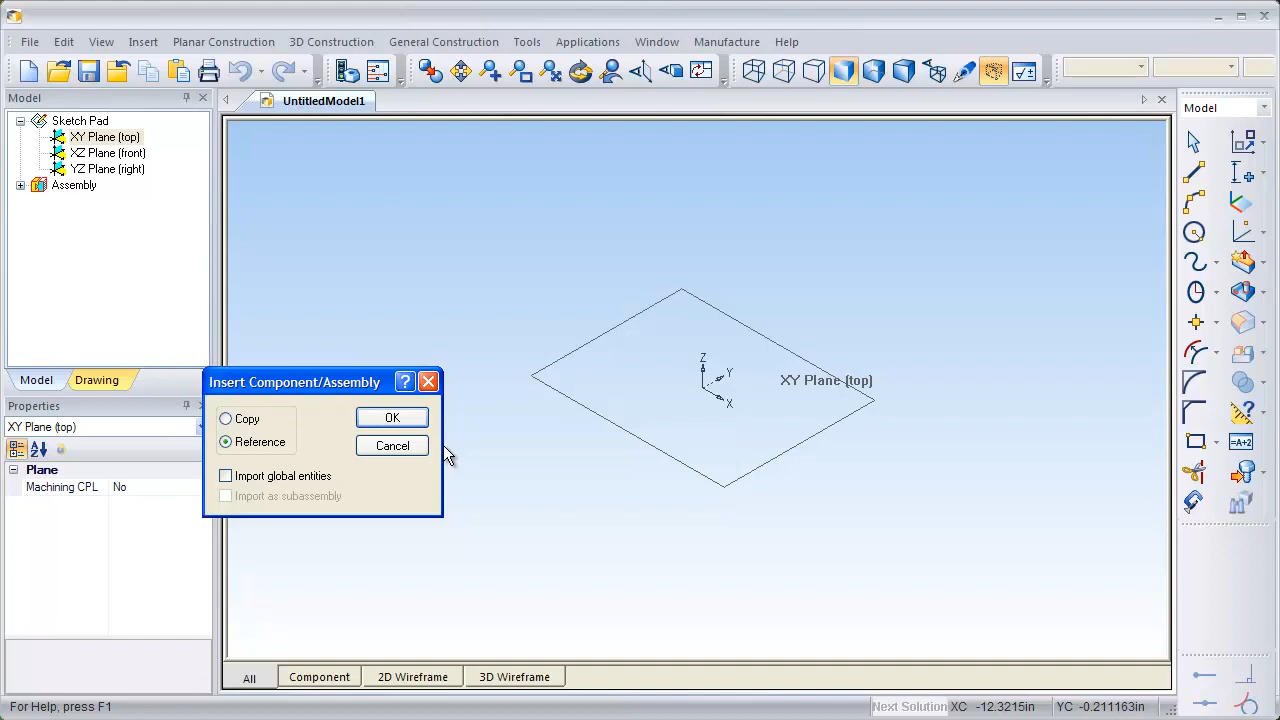 File Edit View Insert Planar Construction 3D Construction General Construction Tools Applications Window Manufacture Help
Model
UntitledModel1
Model
Sketch Pad
XY Plane (top)
XZ Plane (front)
YZ Plane (right)
Assembly
Z
Y
X
XY Plane (top)
Model Drawing
Insert Component/Assembly
Copy
OK
Reference
Cancel
Import global entities
Import as subassembly
Properties
XY Plane (top)
Plane
Machining CPL No
=A+2
All Component 2D Wireframe 3D Wireframe
For Help, press F1
Next Solution XC -12.3215in YC -0.211163in